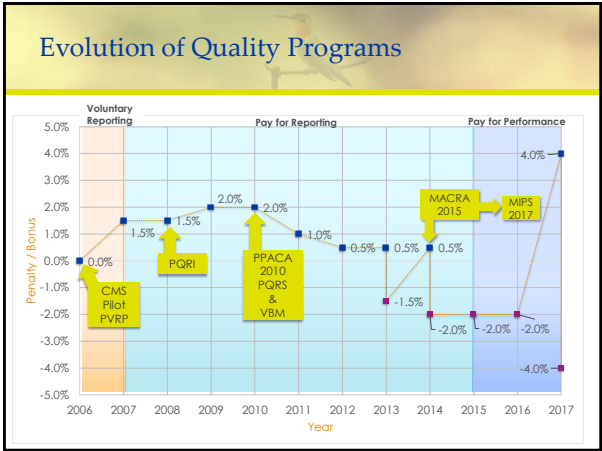 Evolution of Quality Programs
Voluntary
Reporting
Pay for Reporting
Pay for Performance
5.0%
4.0%
3.0%
2.0%
1.0%
0.0%
-1.0%
-2.0%
-3.0%
-4.0%
-5.0%
Penalty / Bonus
0.0%
1.5%
1.5%
2.0%
2.0%
1.0%
0.5%
0.5%
0.5%
4.0%
-1.5%
-2.0%
-2.0%
-2.0%
-4.0%
CMS
Pilot
PVRP
PQRI
PPACA
2010
PQRS
&
VBM
MACRA
2015
MIPS
2017
2006 2007 2008 2009 2010 2011 2012 2013 2014 2015 2016 2017
Year